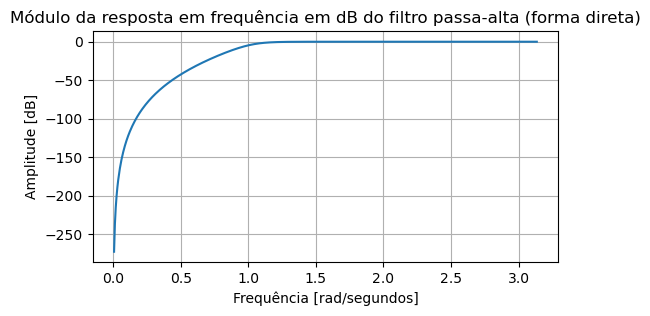 Módulo da resposta em frequência em dB do filtro passa-alta (forma direta)
Amplitude [dB]
0
−50
−100
−150
−200
−250
0.0 0.5 1.0 1.5 2.0 2.5 3.0
Frequência [rad/segundos]